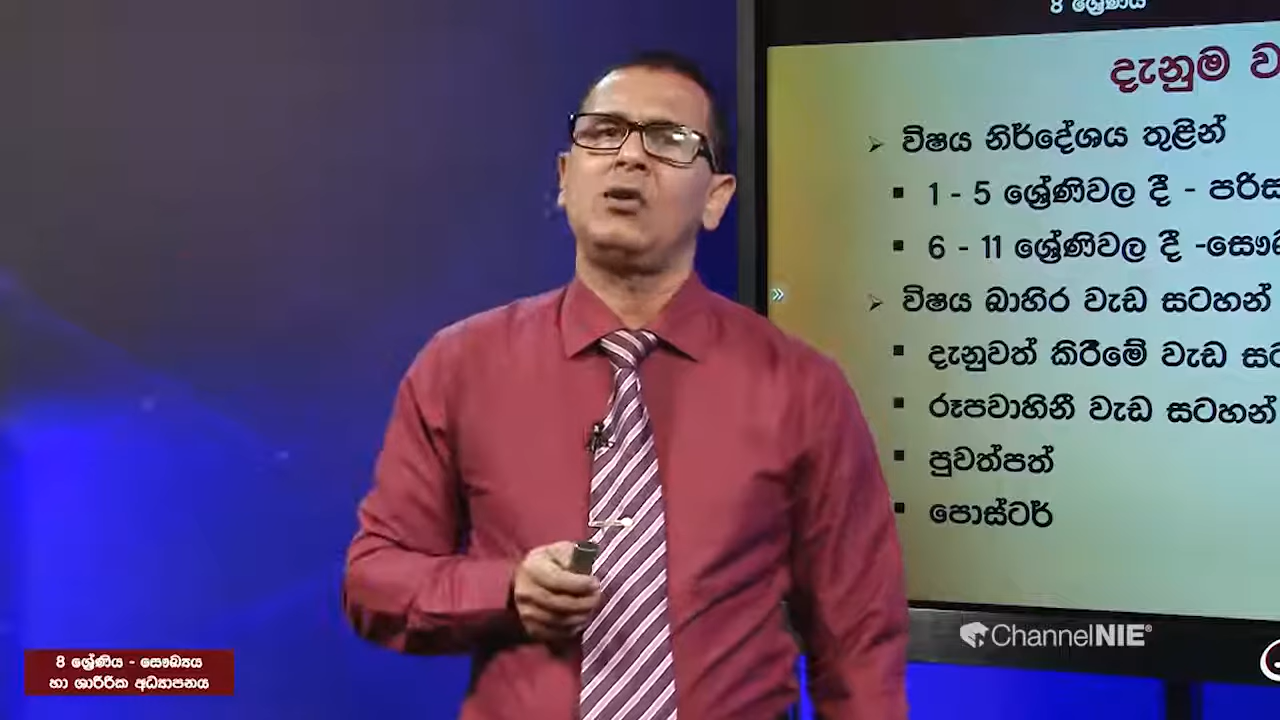 8 ශ්‍රේණිය
දැනුම ව
විෂය නිර්දේශය තුළින්
1 - 5 ශ්‍රේණිවල දී - පරිස
6 - 11 ශ්‍රේණිවල දී -සෞඛ
විෂය බාහිර වැඩ සටහන්
දැනුවත් කිරීමේ වැඩ සට
රූපවාහිනී වැඩ සටහන්
පුවත්පත්
පොස්ටර්
ChannelNIE®
8 ශ්‍රේණිය - සෞඛ්‍යය
හා ශාරීරික අධ්‍යාපනය